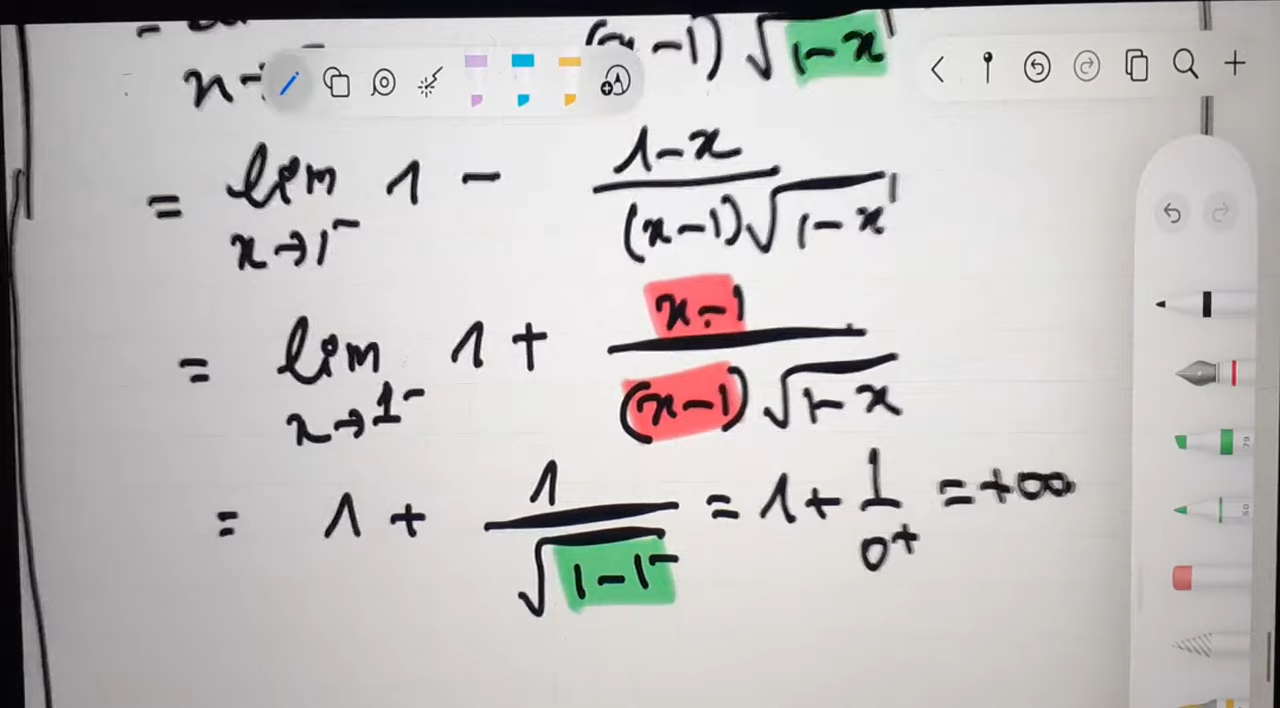 (x-1)√1-x
x→
= lim x→1⁻ 1 - (1-x)/((x-1)√1-x)
= lim x→1⁻ 1 + (x-1)/((x-1)√1-x)
= 1 + 1/√1-1⁻ = 1 + 1/0⁺ = +∞